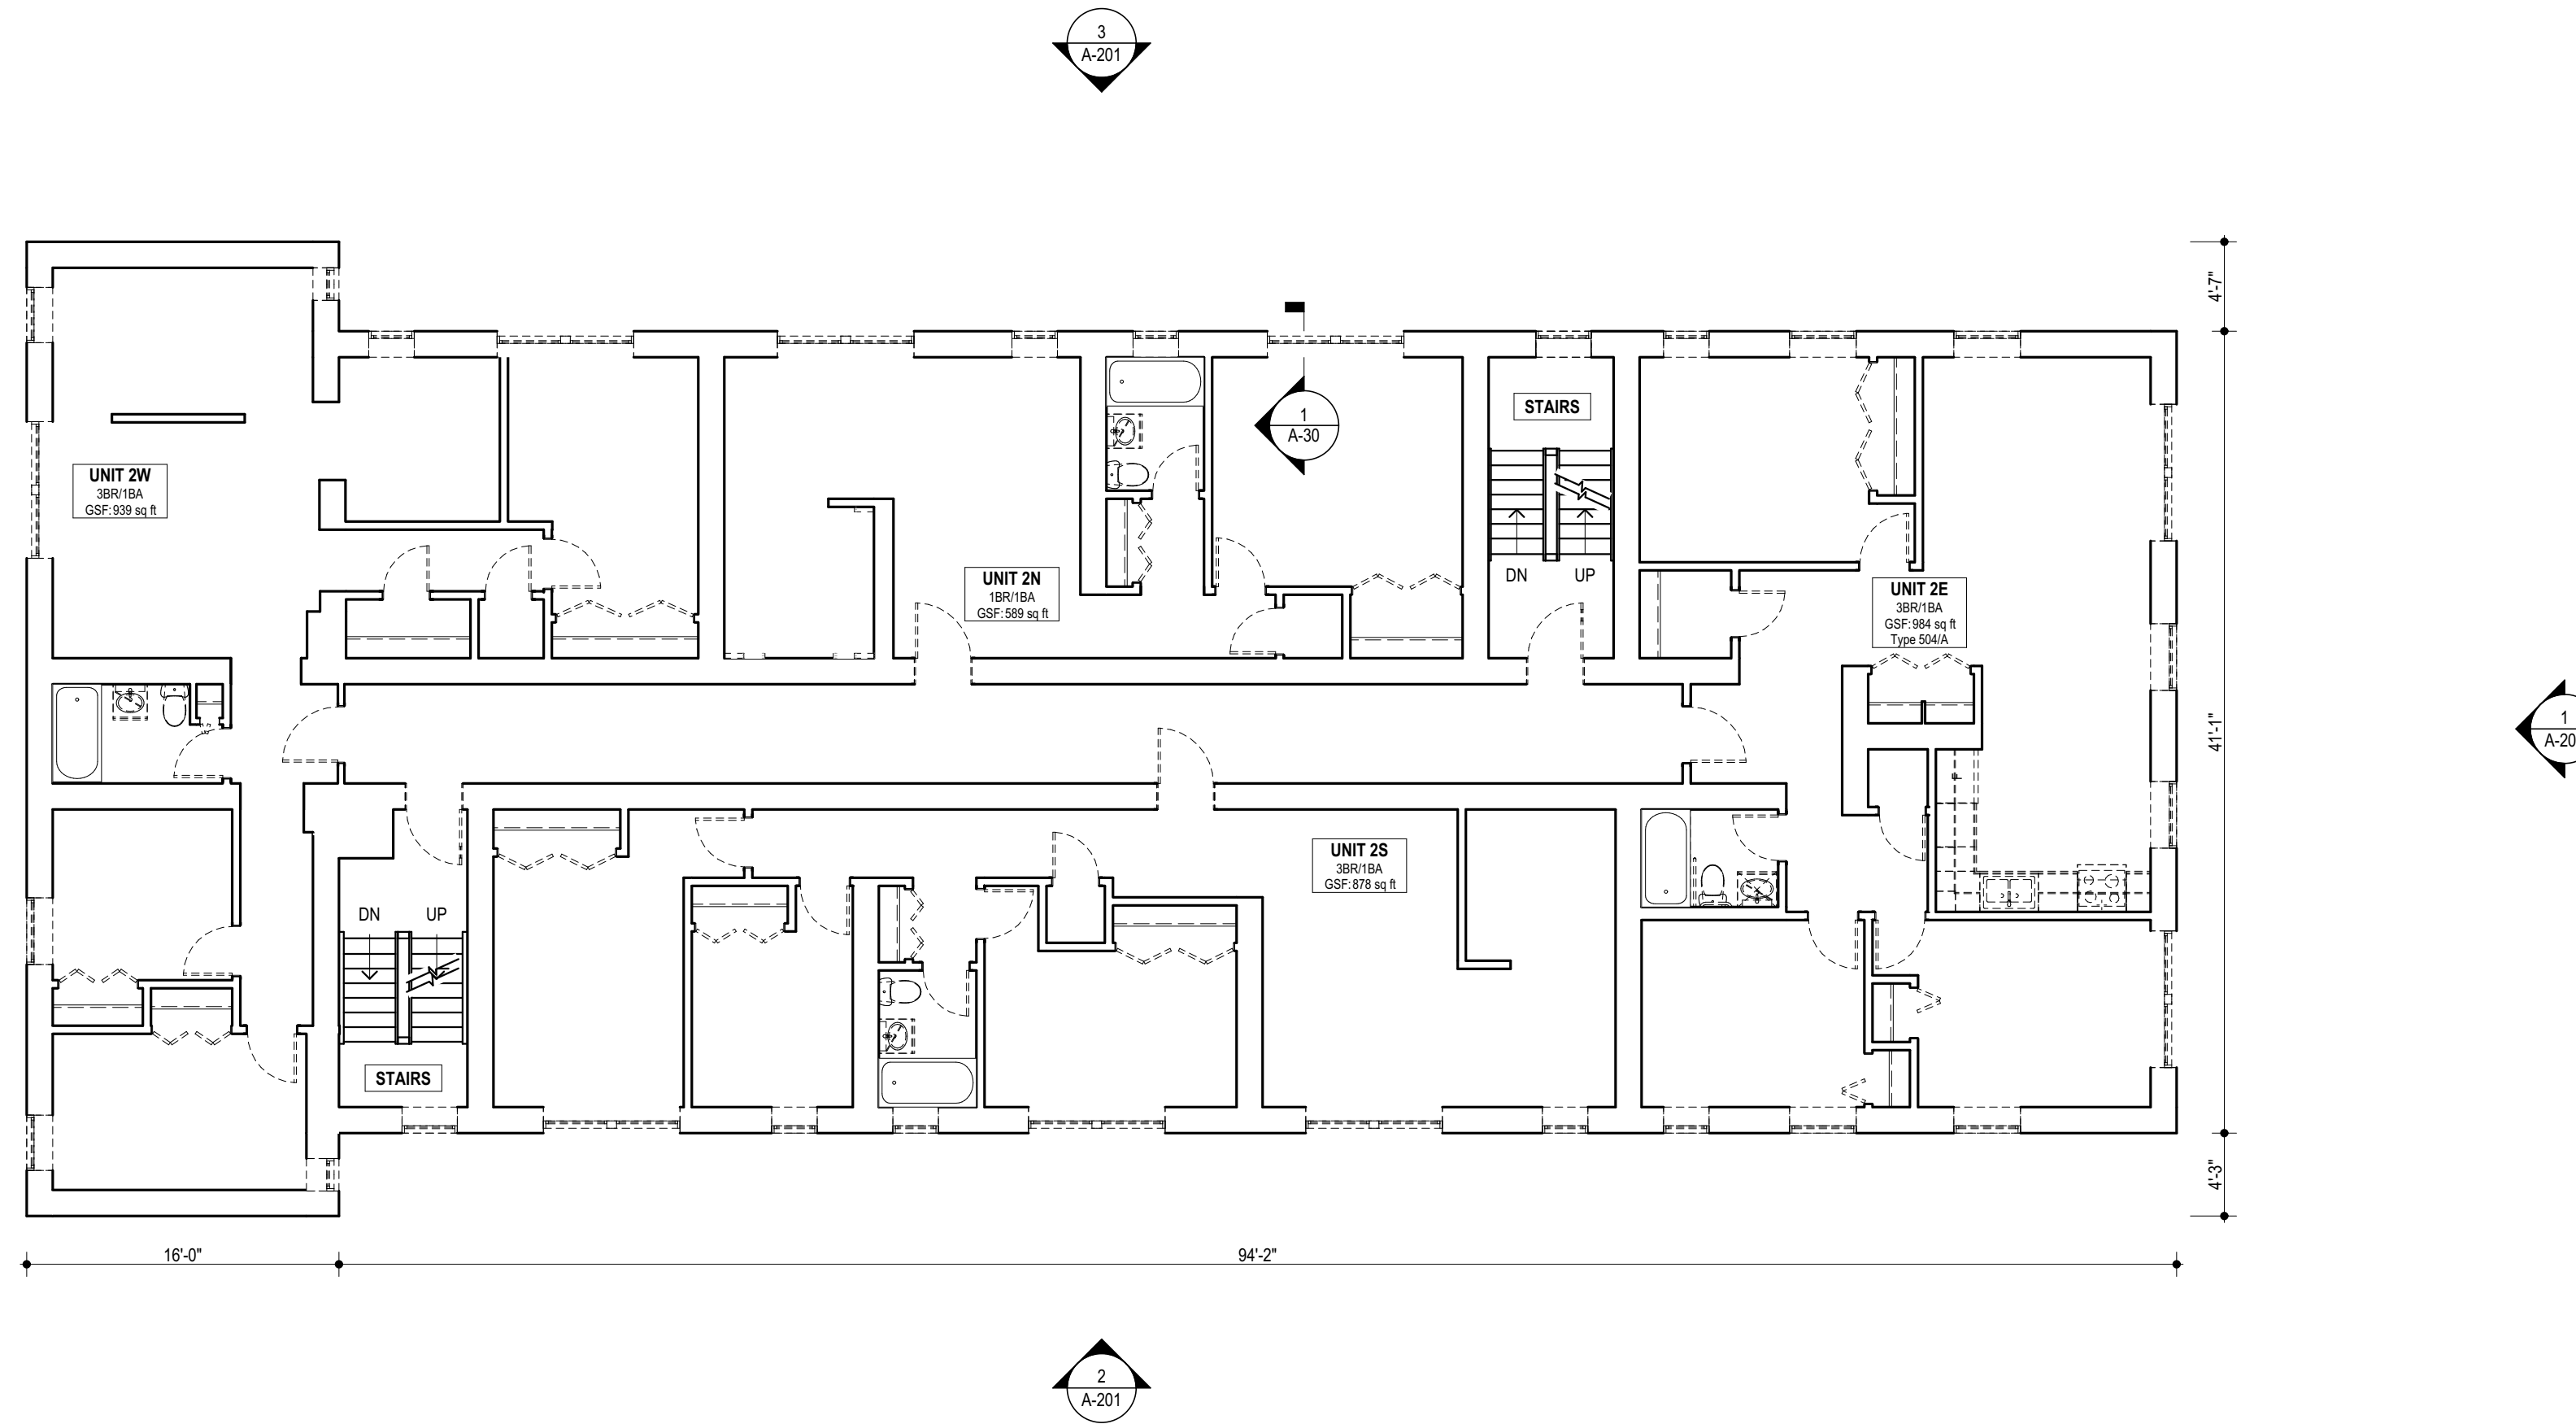 3
A-201
4'-7"
STAIRS
1
A-30
UNIT 2W
3BR/1BA
GSF: 939 sq ft
UNIT 2N
1BR/1BA
GSF: 589 sq ft
DN
UP
UNIT 2E
3BR/1BA
GSF: 984 sq ft
Type 504/A
41'-1"
1
A-20
UNIT 2S
3BR/1BA
GSF: 878 sq ft
DN
UP
STAIRS
4'-3"
16'-0"
94'-2"
2
A-201